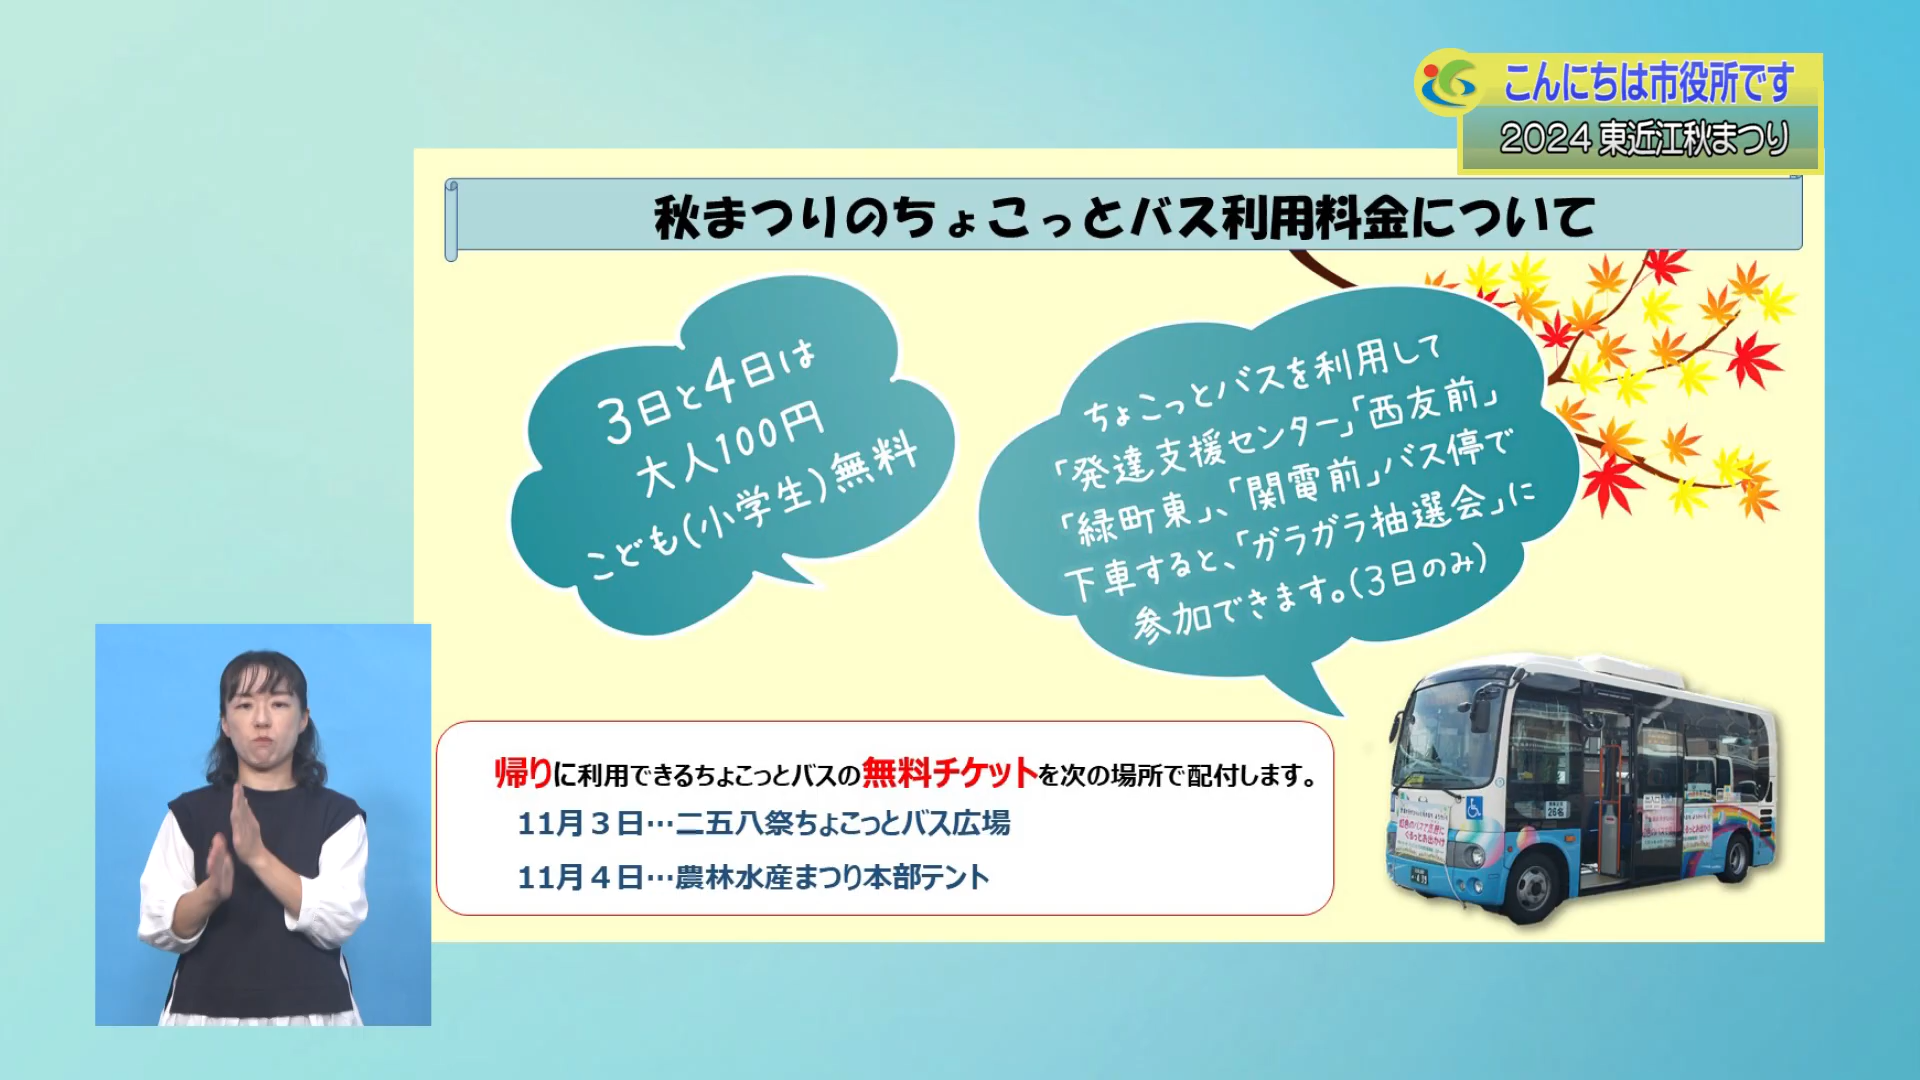 こんにちは市役所です
2024 東近江秋まつり
秋まつりのちょこっとバス利用料金について
3日と4日は
大人100円
こども(小学生)無料
ちょこっとバスを利用して
「発達支援センター」「西友前」
「緑町東」、「関電前」バス停で
下車すると、「ガラガラ抽選会」に
参加できます。(3日のみ)
帰りに利用できるちょこっとバスの無料チケットを次の場所で配付します。
11月３日…二五八祭ちょこっとバス広場
11月４日…農林水産まつり本部テント
26名